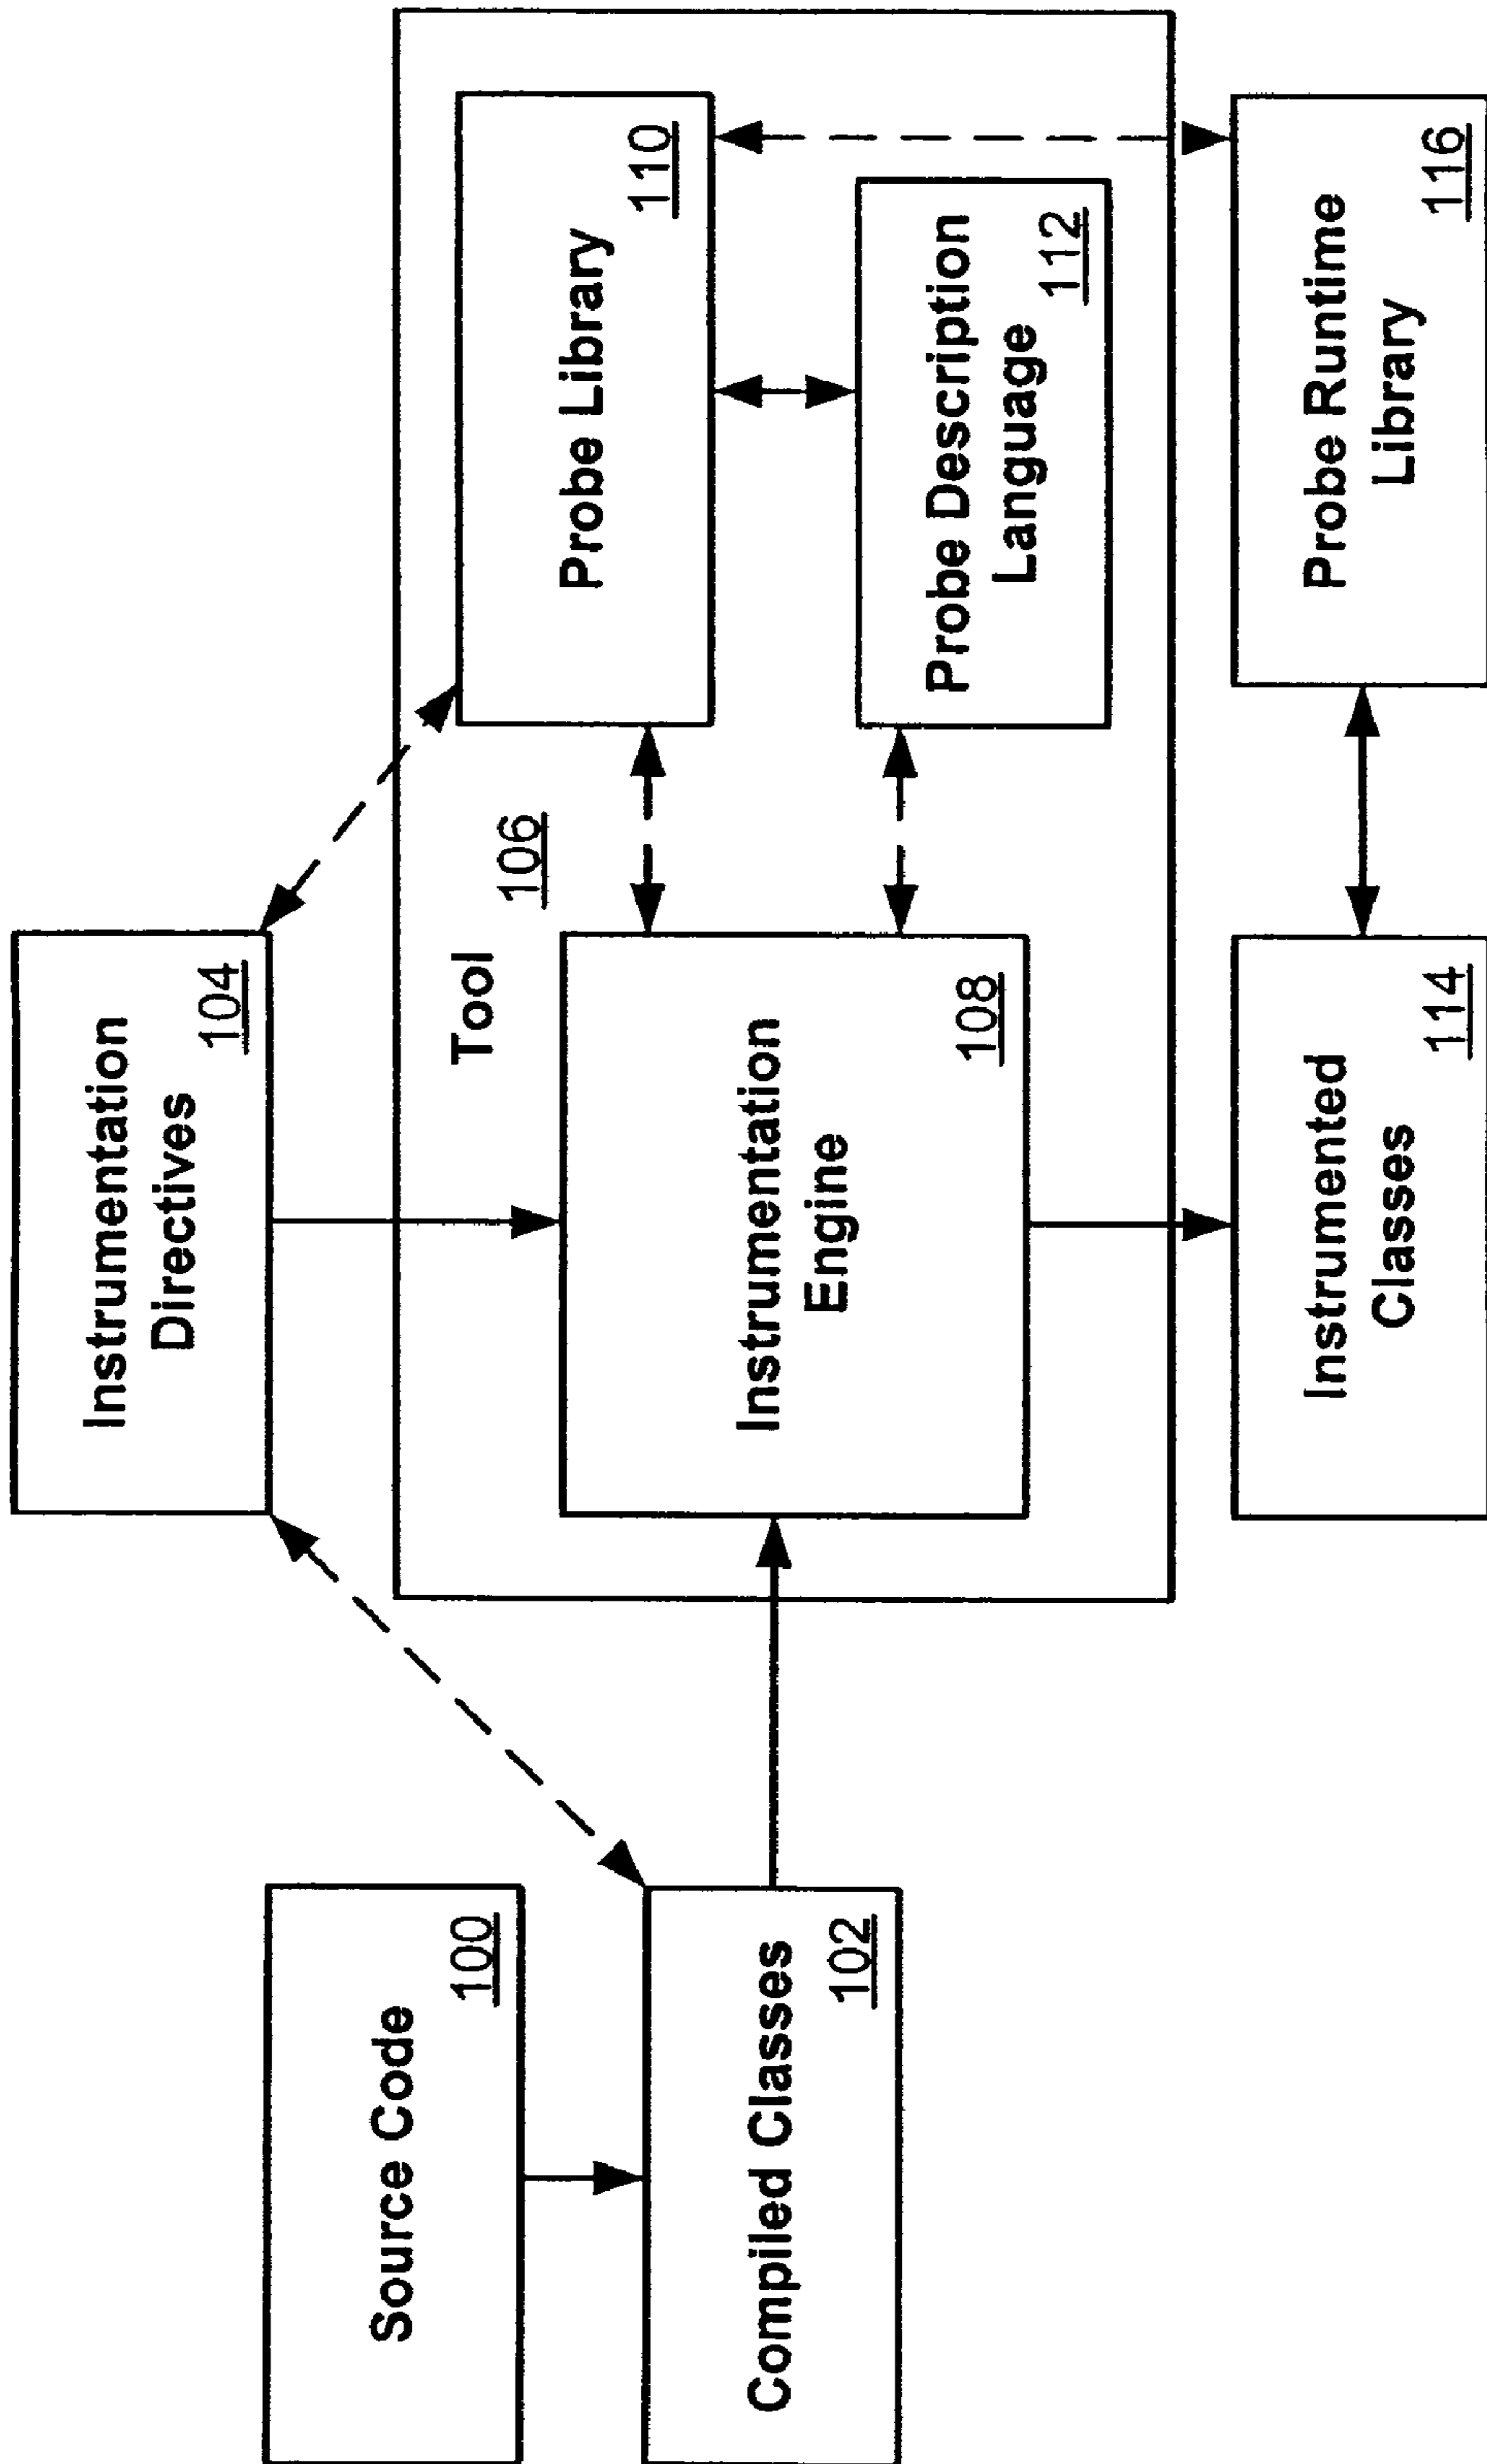 Instrumentation
Directives
104
Source Code
100
Compiled Classes
102
Tool
106
Instrumentation
Engine
108
Probe Library
110
Probe Description
Language
112
Instrumented
Classes
114
Probe Runtime
Library
116